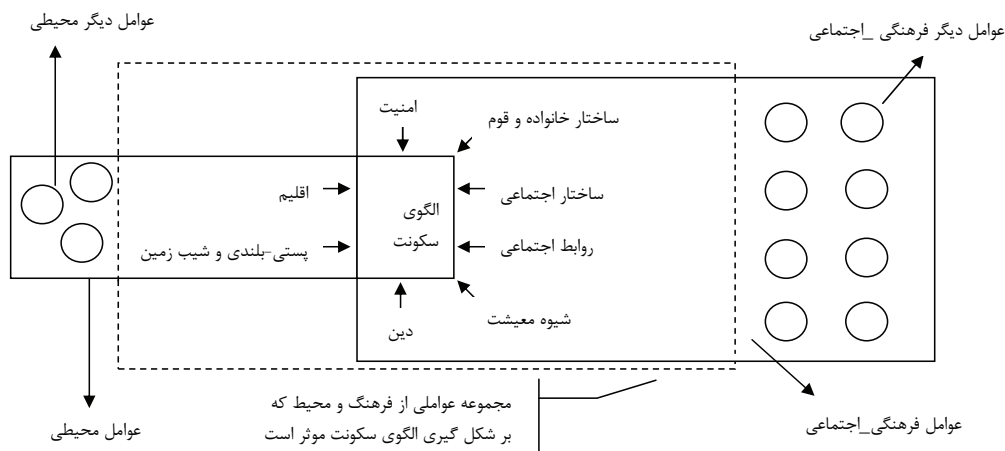 عوامل دیگر محیطی
عوامل دیگر فرهنگی _اجتماعی
امنیت
ساختار خانواده و قوم
اقلیم
ساختار اجتماعی
الگوی
سکونت
پستی-بلندی و شیب زمین
روابط اجتماعی
شیوه معیشت
دین
مجموعه عواملی از فرهنگ و محیط که
بر شکل گیری الگوی سکونت موثر است
عوامل محیطی
عوامل فرهنگی_اجتماعی